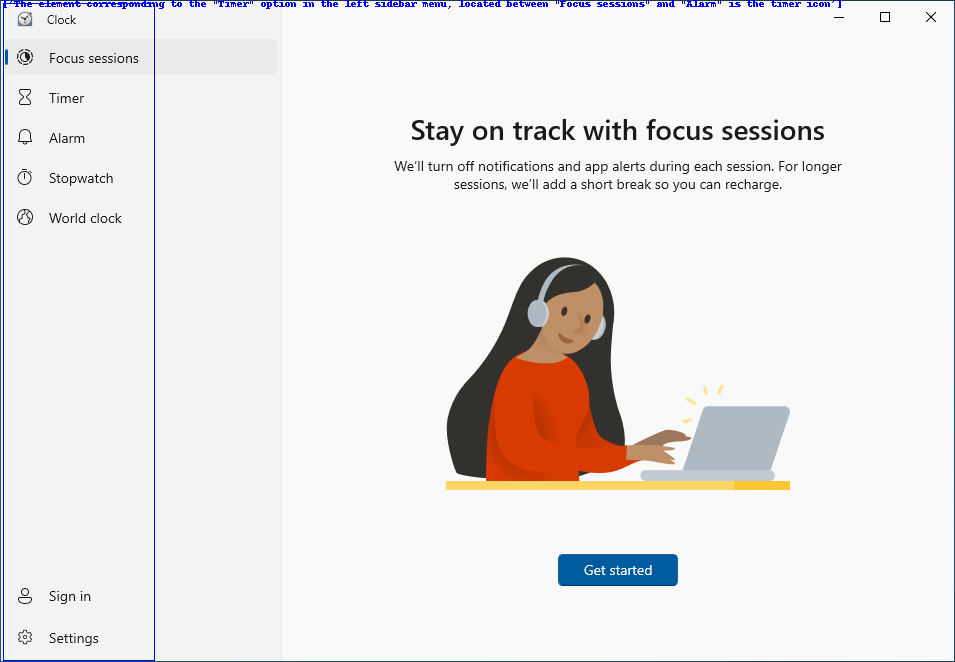 ['The element corresponding to the "Timer" option in the left sidebar menu, located between "Focus sessions" and "Alarm" is the timer icon']
Clock
Focus sessions
Timer
Alarm
Stopwatch
World clock
Stay on track with focus sessions
We'll turn off notifications and app alerts during each session. For longer
sessions, we'll add a short break so you can recharge.
Get started
Sign in
Settings